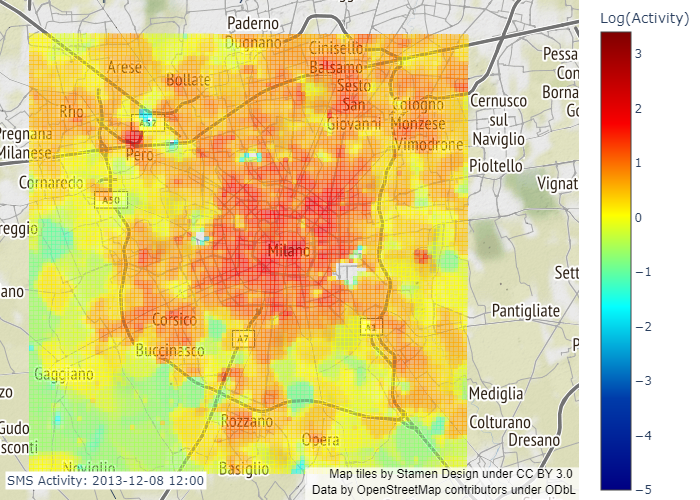 Paderno
Dugnano
Log(Activity)
Cinisello
Balsamo
Arese
Bollate
Sesto
San
Giovanni
Rho
A52
Cologno
Monzese
Vimodrone
Pessa
Con
Borna
Go
Cernusco
sul
Naviglio
Pioltello
Pregnana
Milanese
Pero
Cornaredo
A50
Vignat
reggio
Milano
Sett
ano
Pantigliate
Corsico
A7
A1
P
Buccinasco
Gaggiano
zo
Rozzano
Mediglia
Colturano
Dresano
Gudo
sconti
Opera
Noviglio
Basiglio
SMS Activity: 2013-12-08 12:00
Map tiles by Stamen Design under CC BY 3.0
Data by OpenStreetMap contributors under ODbL
3
2
1
0
−1
−2
−3
−4
−5